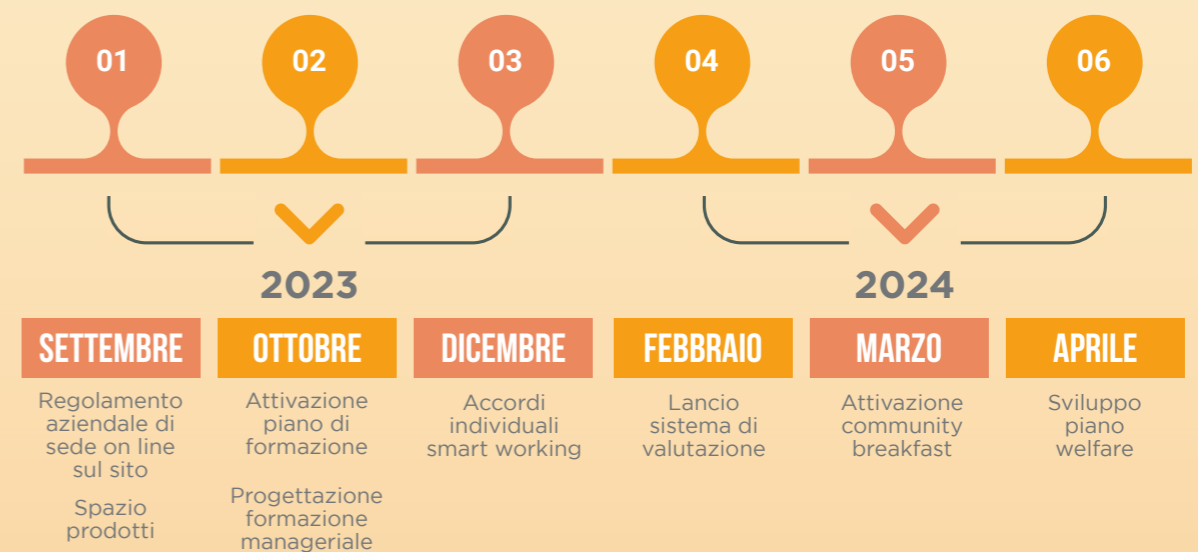 01
02
03
04
05
06
2023
2024
SETTEMBRE
OTTOBRE
DICEMBRE
FEBBRAIO
MARZO
APRILE
Regolamento
aziendale di
sede on line
sul sito
Spazio
prodotti
Attivazione
piano di
formazione
Progettazione
formazione
manageriale
Accordi
individuali
smart working
Lancio
sistema di
valutazione
Attivazione
community
breakfast
Sviluppo
piano
welfare